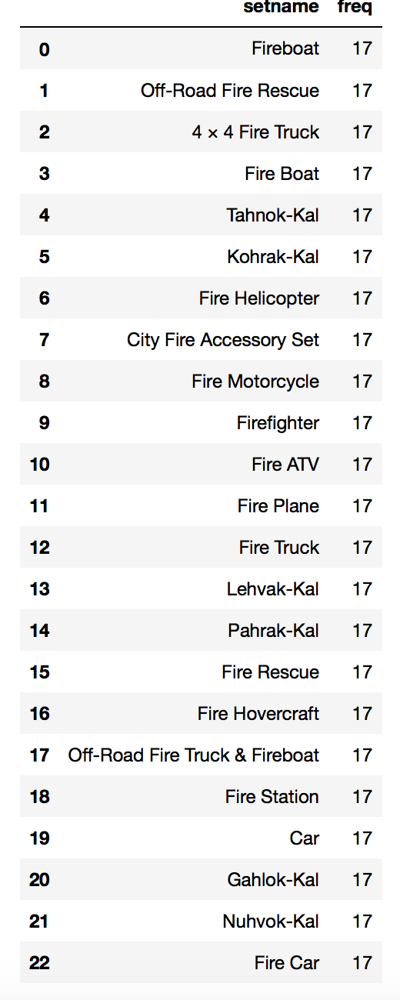 setname freq
0 Fireboat 17
1 Off-Road Fire Rescue 17
2 4 × 4 Fire Truck 17
3 Fire Boat 17
4 Tahnok-Kal 17
5 Kohrak-Kal 17
6 Fire Helicopter 17
7 City Fire Accessory Set 17
8 Fire Motorcycle 17
9 Firefighter 17
10 Fire ATV 17
11 Fire Plane 17
12 Fire Truck 17
13 Lehvak-Kal 17
14 Pahrak-Kal 17
15 Fire Rescue 17
16 Fire Hovercraft 17
17 Off-Road Fire Truck & Fireboat 17
18 Fire Station 17
19 Car 17
20 Gahlok-Kal 17
21 Nuhvok-Kal 17
22 Fire Car 17